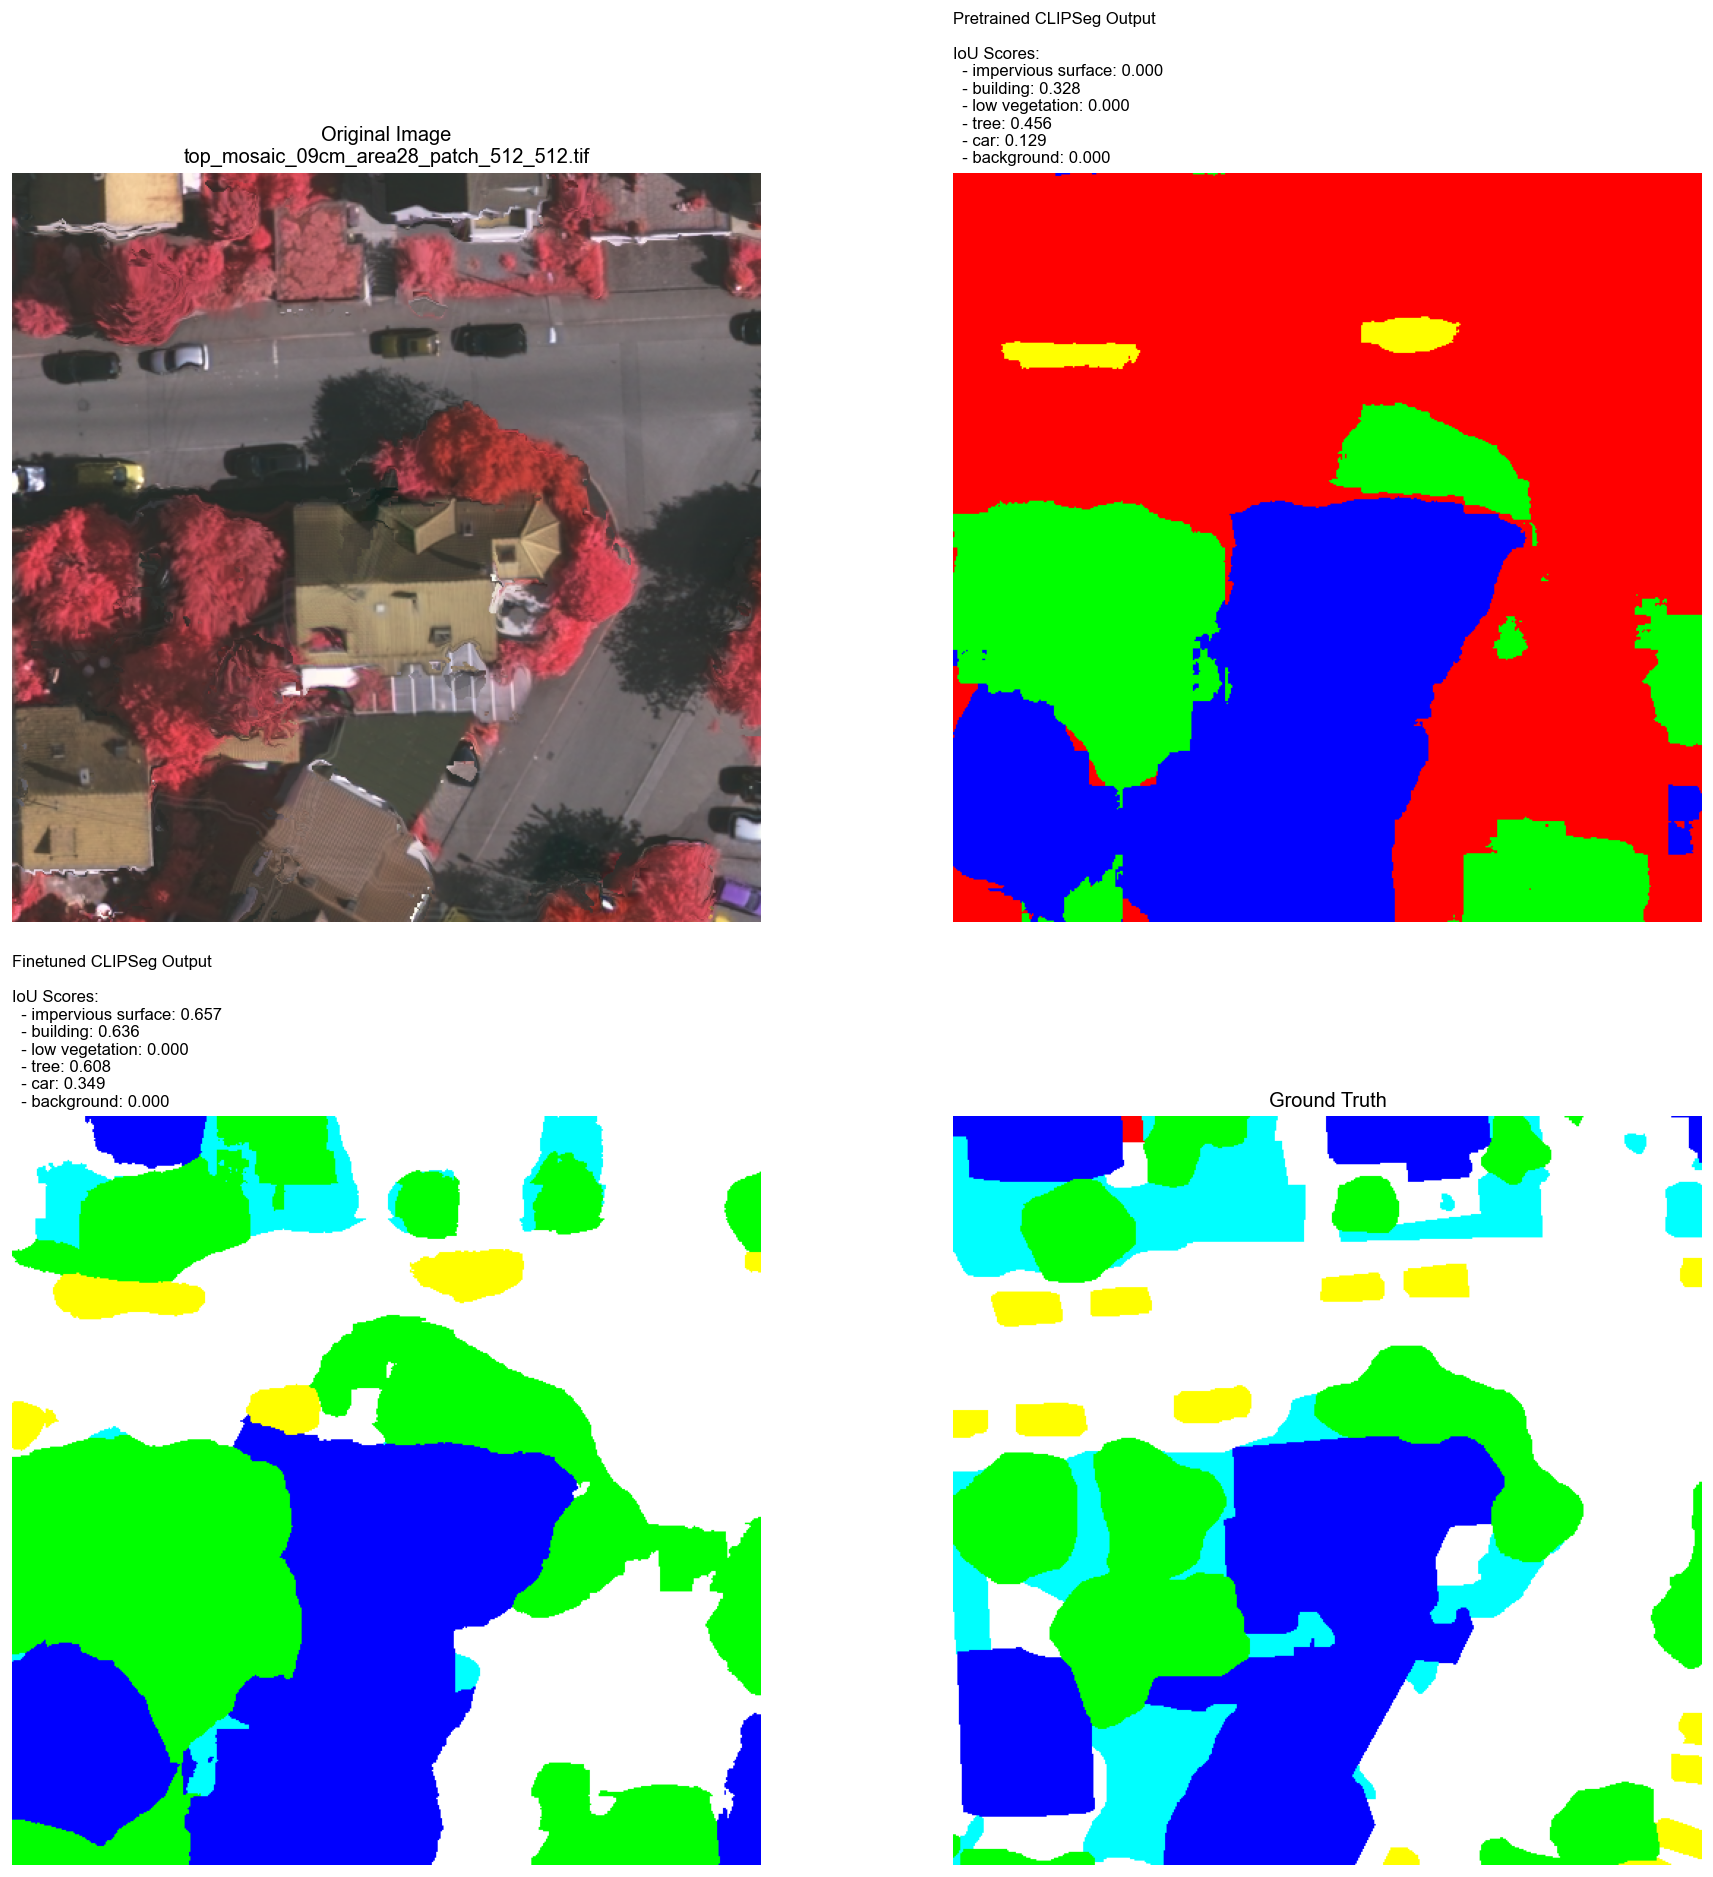 Original Image
top_mosaic_09cm_area28_patch_512_512.tif
Pretrained CLIPSeg Output
IoU Scores:
- impervious surface: 0.000
- building: 0.328
- low vegetation: 0.000
- tree: 0.456
- car: 0.129
- background: 0.000
Finetuned CLIPSeg Output
IoU Scores:
- impervious surface: 0.657
- building: 0.636
- low vegetation: 0.000
- tree: 0.608
- car: 0.349
- background: 0.000
Ground Truth